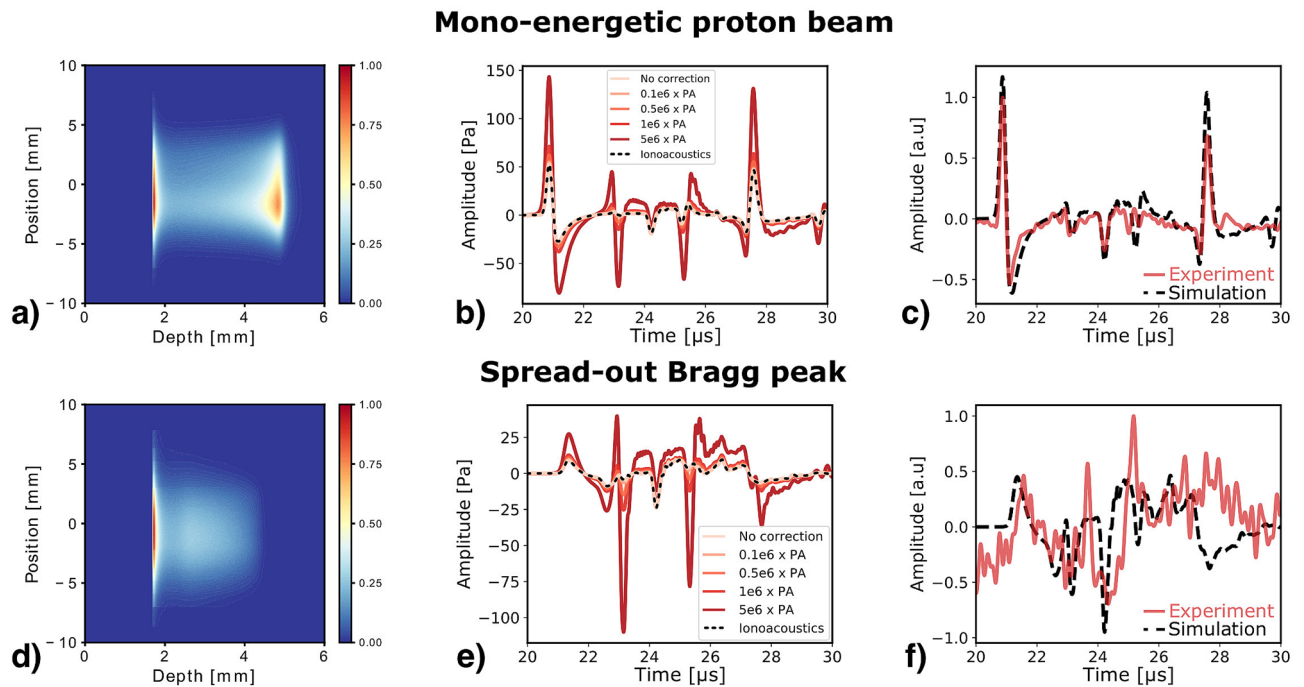 Mono-energetic proton beam
a)
Position [mm]
10
5
0
−5
−10
0
2
4
6
Depth [mm]
1.00
0.75
0.50
0.25
0.00
b)
Amplitude [Pa]
150
100
50
0
−50
20
22
24
26
28
30
Time [μs]
No correction
0.1e6 x PA
0.5e6 x PA
1e6 x PA
5e6 x PA
Ionoacoustics
c)
Amplitude [a.u]
1.0
0.5
0.0
−0.5
20
22
24
26
28
30
Time [μs]
Experiment
Simulation
Spread-out Bragg peak
d)
Position [mm]
10
5
0
−5
−10
0
2
4
6
Depth [mm]
1.00
0.75
0.50
0.25
0.00
e)
Amplitude [Pa]
25
0
−25
−50
−75
−100
20
22
24
26
28
30
Time [μs]
No correction
0.1e6 x PA
0.5e6 x PA
1e6 x PA
5e6 x PA
Ionoacoustics
f)
Amplitude [a.u]
1.0
0.5
0.0
−0.5
−1.0
20
22
24
26
28
30
Time [μs]
Experiment
Simulation